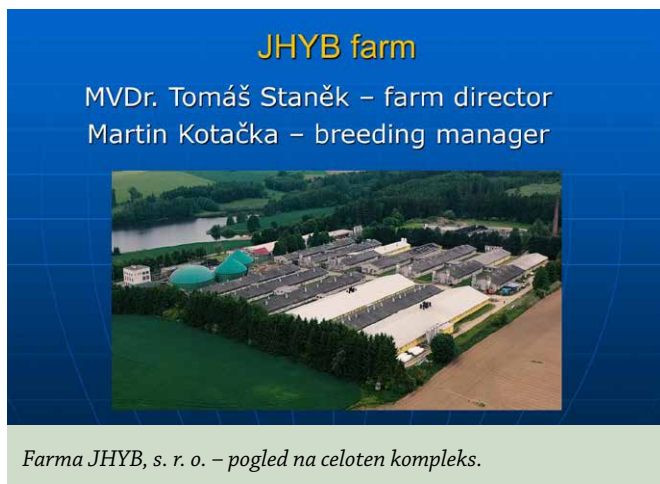 JHYB farm
MVDr. Tomáš Staněk – farm director
Martin Kotačka – breeding manager
Farma JHYB, s. r. o. – pogled na celoten kompleks.